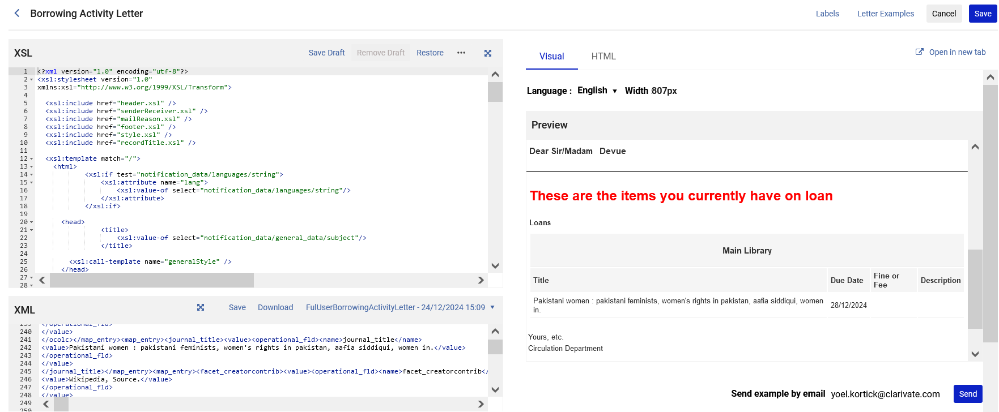 Borrowing Activity Letter
Labels Letter Examples Cancel Save
XSL
Save Draft Remove Draft Restore
1 <?xml version="1.0" encoding="utf-8"?>
2 <xsl:stylesheet version="1.0"
3 xmlns:xsl="http://www.w3.org/1999/XSL/Transform">
4
5 <xsl:include href="header.xsl" />
6 <xsl:include href="senderReceiver.xsl" />
7 <xsl:include href="mailReason.xsl" />
8 <xsl:include href="footer.xsl" />
9 <xsl:include href="style.xsl" />
10 <xsl:include href="recordTitle.xsl" />
11
12 <xsl:template match="/">
13 <html>
14 <xsl:if test="notification_data/languages/string">
15 <xsl:attribute name="lang">
16 <xsl:value-of select="notification_data/languages/string"/>
17 </xsl:attribute>
18 </xsl:if>
19
20 <head>
21 <title>
22 <xsl:value-of select="notification_data/general_data/subject"/>
23 </title>
24
25 <xsl:call-template name="generalStyle" />
26 </head>
27
28
XML
Save Download FulUserBorrowingActivityLetter - 24/12/2024 15:09
239 </operational_fld>
240 </value>
241 </ocolc></map_entry><map_entry><journal_title><value><operational_fld><name>journal_title</name>
242 <value>Pakistani women : pakistani feminists, women's rights in pakistan, aafia siddiqui, women in.</value>
243 </operational_fld>
244 </value>
245 </journal_title></map_entry><map_entry><facet_creatorcontrib><value><operational_fld><name>facet_creatorcontrib</
246 <value>Wikipedia, Source.</value>
247 </operational_fld>
248 </value>
249
250
Visual HTML
Open in new tab
Language : English Width 807px
Preview
Dear Sir/Madam Devue
These are the items you currently have on loan
Loans
Main Library
Title Due Date Fine or Fee Description
Pakistani women : pakistani feminists, women's rights in pakistan, aafia siddiqui, women
in. 28/12/2024
Yours, etc.
Circulation Department
Send example by email yoel.kortick@clarivate.com Send